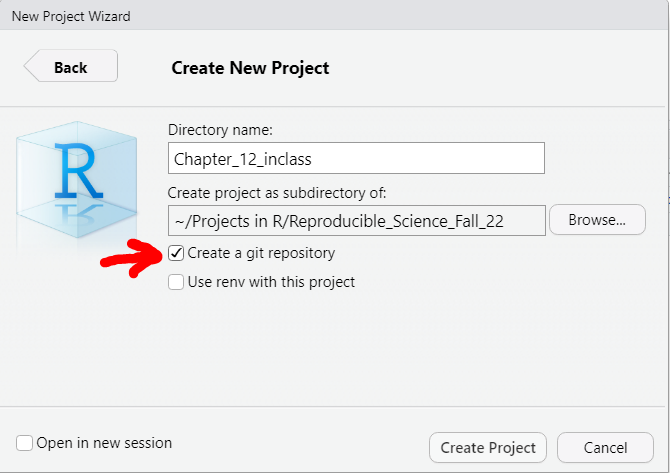 New Project Wizard
Back
Create New Project
R
Directory name:
Chapter_12_inclass
Create project as subdirectory of:
~/Projects in R/Reproducible_Science_Fall_22
Browse...
Create a git repository
Use renv with this project
Open in new session
Create Project
Cancel